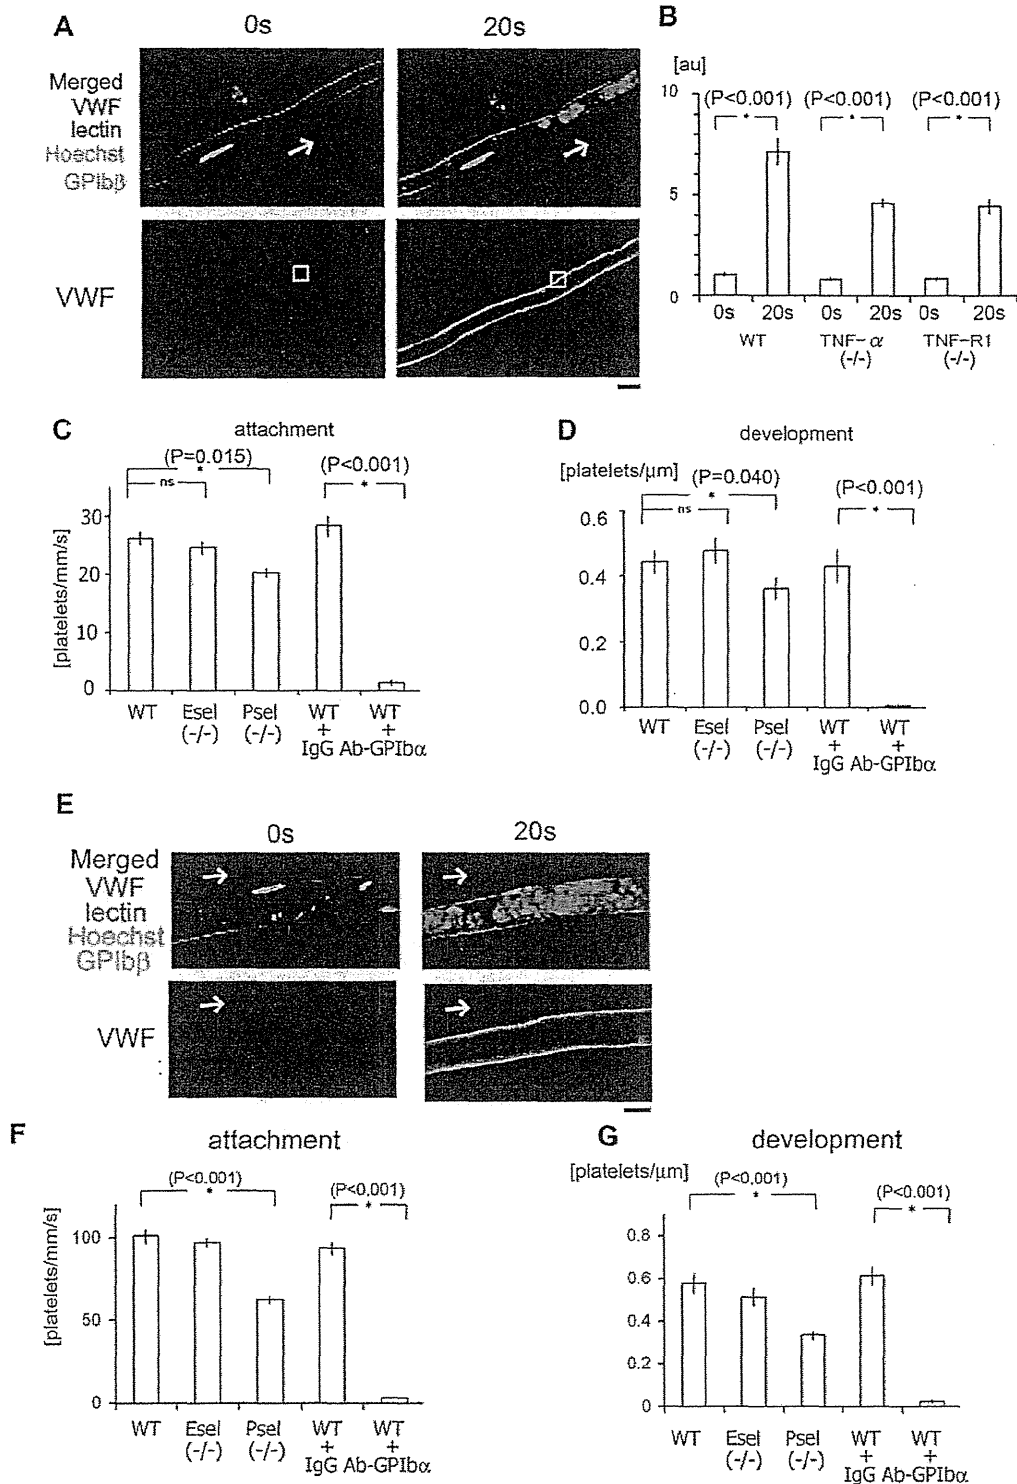 A
0s
20s
Merged
VWF
lectin
Hoechst
GPIbβ
VWF
B
[au]
(P<0.001) (P<0.001) (P<0.001)
* * *
10
5
0
0s 20s 0s 20s 0s 20s
WT TNF-α TNF-R1
(-/-) (-/-)
C
attachment
(P=0.015)
*
ns
(P<0.001)
*
[platelets/mm/s]
30
20
10
0
WT Esel Psel WT WT
(-/-) (-/-) + +
IgG Ab-GPIbα
D
development
[platelets/μm]
(P=0.040)
*
ns
(P<0.001)
*
0.6
0.4
0.2
0.0
WT Esel Psel WT WT
(-/-) (-/-) + +
IgG Ab-GPIbα
E
0s
20s
Merged
VWF
lectin
Hoechst
GPIbβ
VWF
F
attachment
(P<0.001)
*
(P<0.001)
*
[platelets/mm/s]
100
50
0
WT Esel Psel WT WT
(-/-) (-/-) + +
IgG Ab-GPIbα
G
development
[platelets/μm]
(P<0.001)
*
(P<0.001)
*
0.8
0.6
0.4
0.2
0
WT Esel Psel WT WT
(-/-) (-/-) + +
IgG Ab-GPIbα